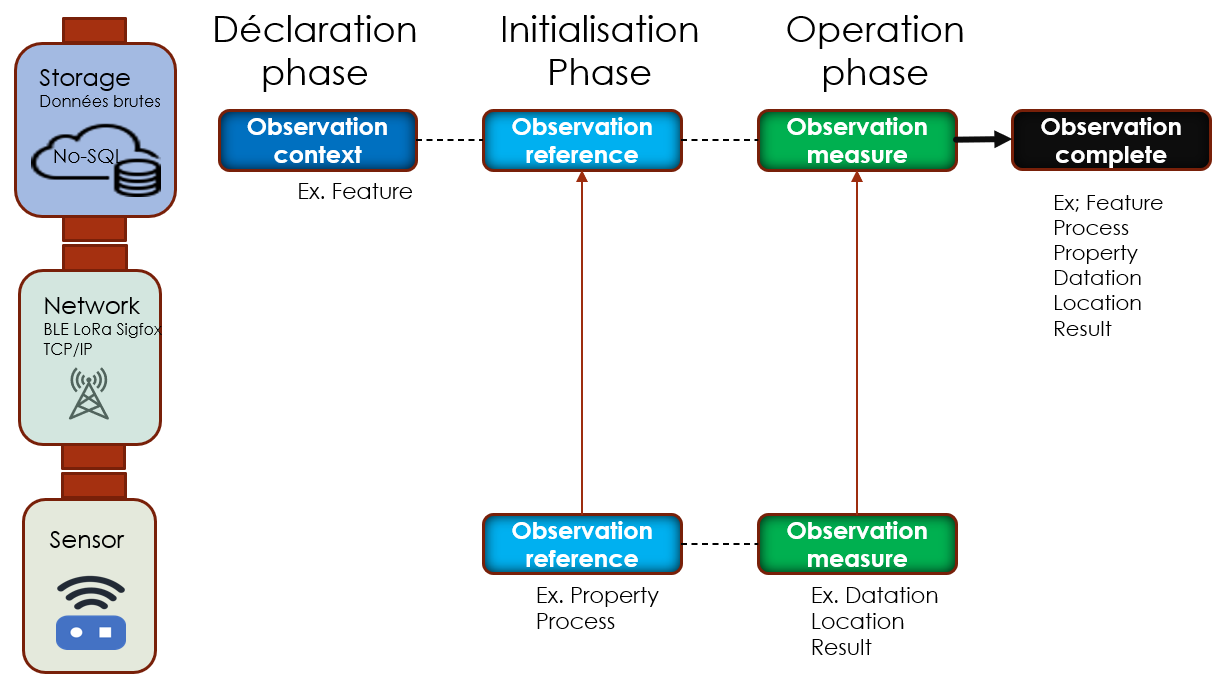 Déclaration
phase
Initialisation
Phase
Operation
phase
Storage
Données brutes
No-SQL
Observation
context
Ex. Feature
Observation
reference
Observation
measure
Observation
complete
Ex; Feature
Process
Property
Datation
Location
Result
Network
BLE LoRa Sigfox
TCP/IP
Sensor
Observation
reference
Ex. Property
Process
Observation
measure
Ex. Datation
Location
Result